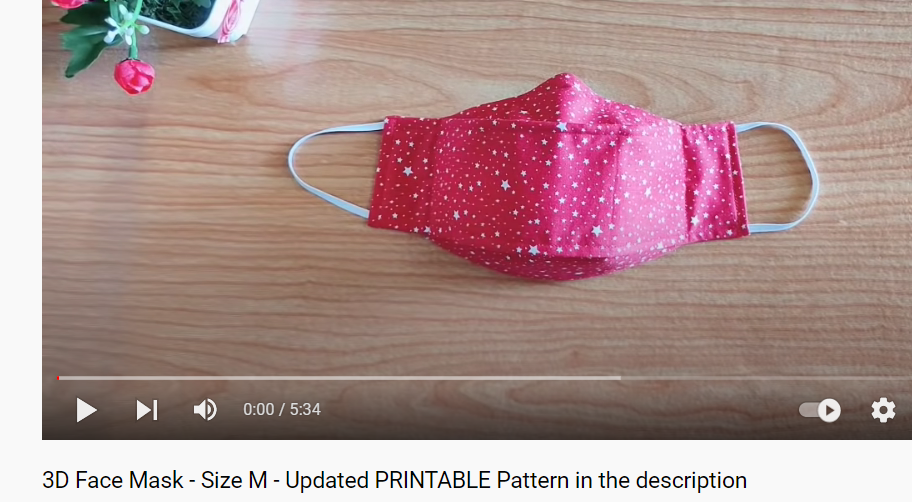 0:00 / 5:34
3D Face Mask - Size M - Updated PRINTABLE Pattern in the description